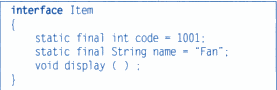 interface Item
{
static final int code = 1001;
static final String name = “Fan”;
void display ( ) ;
}